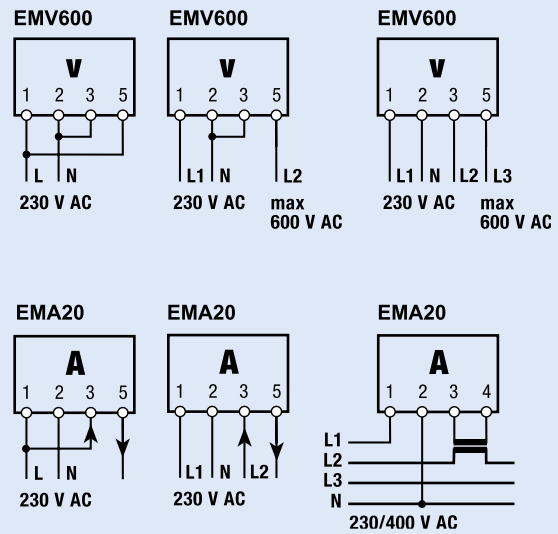 EMV600 EMV600 EMV600
V V V
1 2 3 5 1 2 3 5 1 2 3 5
L N L1 N L2 L1 N L2 L3
230 V AC 230 V AC max 230 V AC max
600 V AC 600 V AC
EMA20 EMA20 EMA20
A A A
1 2 3 5 1 2 3 5 1 2 3 4
L1
L2
L N L1 N L2 L3
230 V AC 230 V AC N
230/400 V AC